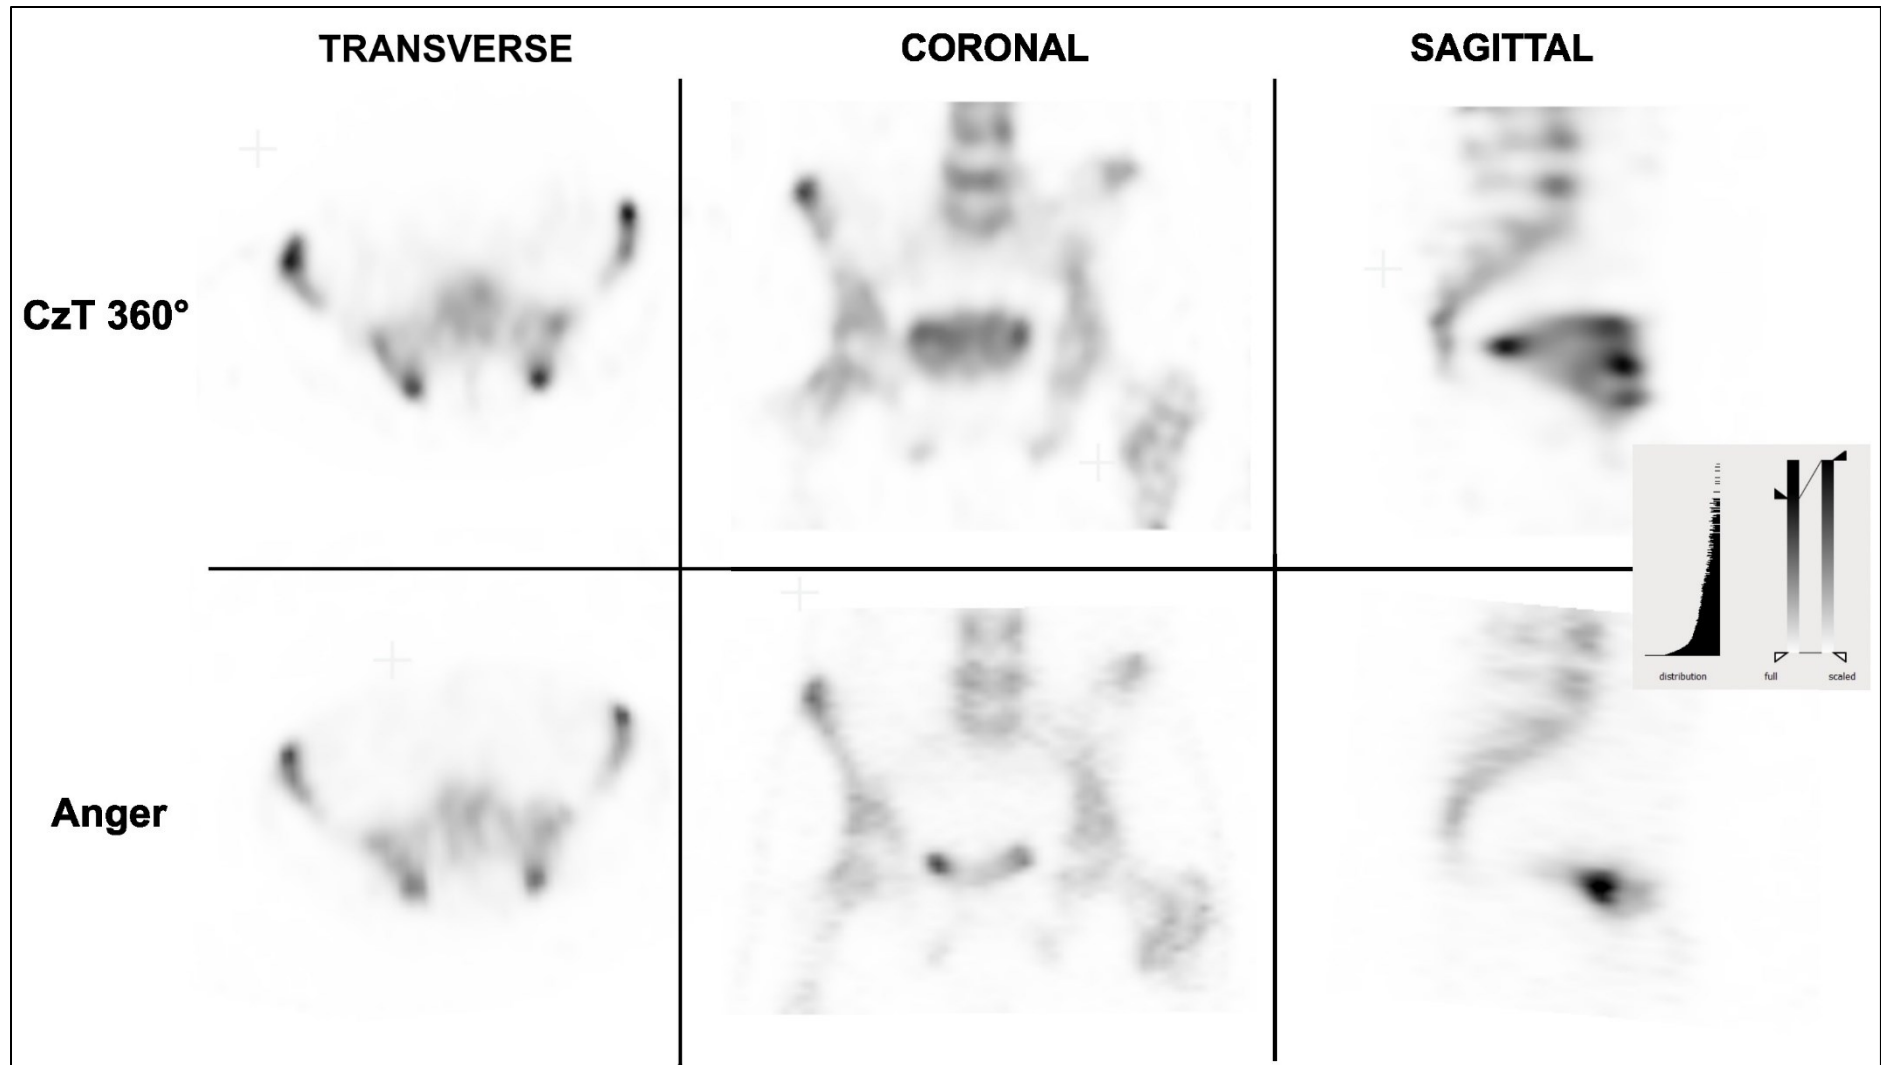 TRANSVERSE
CORONAL
SAGITTAL
CzT 360°
distribution
full
scaled
Anger